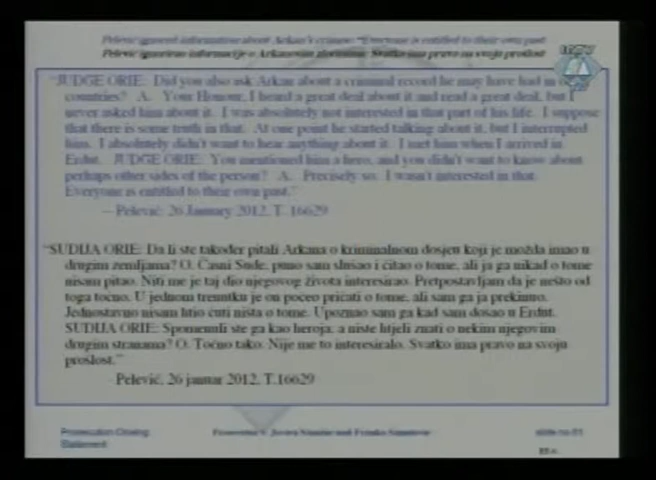 Pelević ignored information about Arkan's crimes: "Everyone is entitled to their own past
Pelević ignorirao informacije o Arkanovim zločinima: Svatko ima pravo na svoju prošlost
"JUDGE ORIE: Did you also ask Arkan about a criminal record he may have had in
countries? A. Your Honour, I heard a great deal about it and read a great deal, but I
never asked him about it. I was absolutely not interested in that part of his life. I suppose
that there is some truth in that. At one point he started talking about it, but I interrupted
him. I absolutely didn't want to hear anything about it. I met him when I arrived in
Erdut. JUDGE ORIE: You mentioned him a hero, and you didn't want to know about
perhaps other sides of the person? A. Precisely so. I wasn't interested in that.
Everyone is entitled to their own past."
– Pelević, 26 January 2012, T. 16629
"SUDIJA ORIE: Da li ste također pitali Arkana o kriminalnom dosjeu koji je možda imao u
drugim zemljama? O. Časni Sude, puno sam slušao i čitao o tome, ali ja ga nikad o tome
nisam pitao. Niti me je taj dio njegovog života interesirao. Pretpostavljam da je nešto od
toga točno. U jednom trenutku je on počeo pričati o tome, ali sam ga ja prekinuo.
Jednostavno nisam htio čuti ništa o tome. Upoznao sam ga kad sam došao u Erdut.
SUDIJA ORIE: Spomenuli ste ga kao heroja, a niste htjeli znati o nekim njegovim
drugim stranama? O. Točno tako. Nije me to interesiralo. Svatko ima pravo na svoju
prošlost."
– Pelević, 26 januar 2012, T.16629
Prosecution Closing
Statement
Prosecutor v. Jovica Stanišić and Franko Simatović